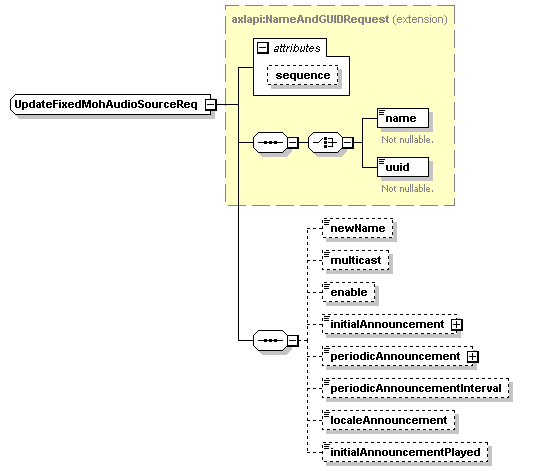 axlapi:NameAndGUIDRequest (extension)
attributes
sequence
UpdateFixedMohAudioSourceReq
name
Not nullable.
uuid
Not nullable.
newName
multicast
enable
initialAnnouncement
periodicAnnouncement
periodicAnnouncementInterval
localeAnnouncement
initialAnnouncementPlayed